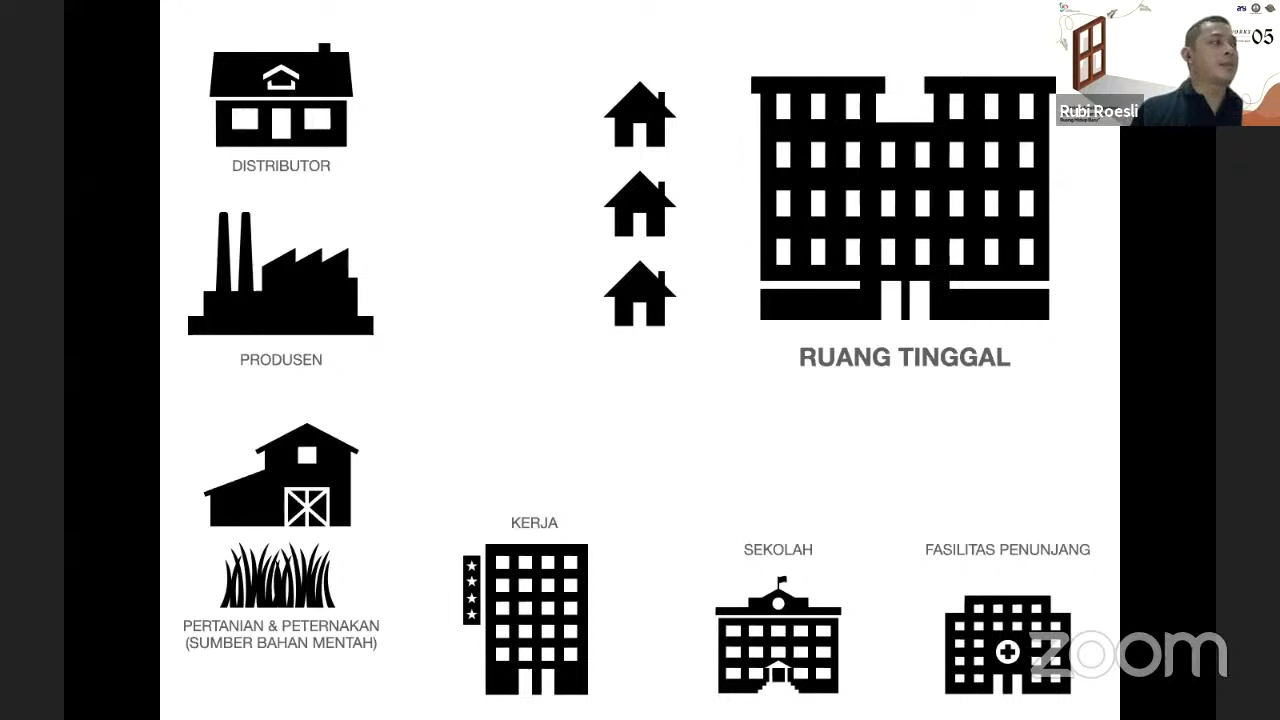 DISTRIBUTOR
PRODUSEN
PERTANIAN & PETERNAKAN
(SUMBER BAHAN MENTAH)
RUANG TINGGAL
KERJA
SEKOLAH
FASILITAS PENUNJANG
05
Rubi Roesli
zoom